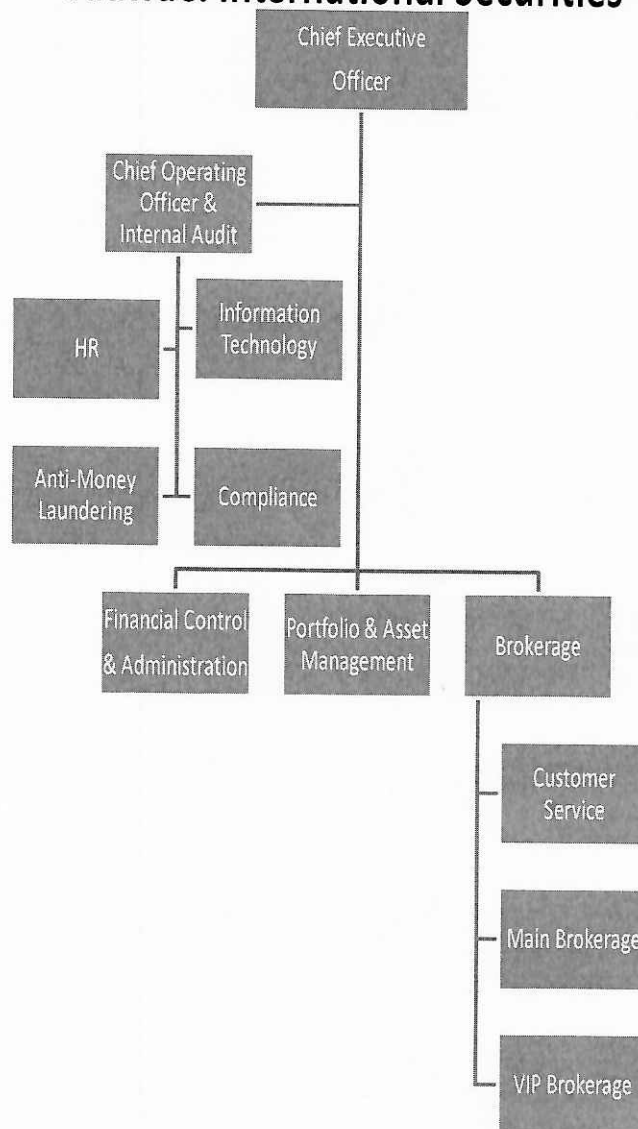 International Securities
Chief Executive
Officer
Chief Operating
Officer &
Internal Audit
Information
Technology
HR
Anti-Money
Laundering
Compliance
Financial Control
& Administration
Portfolio & Asset
Management
Brokerage
Customer
Service
Main Brokerage
VIP Brokerage